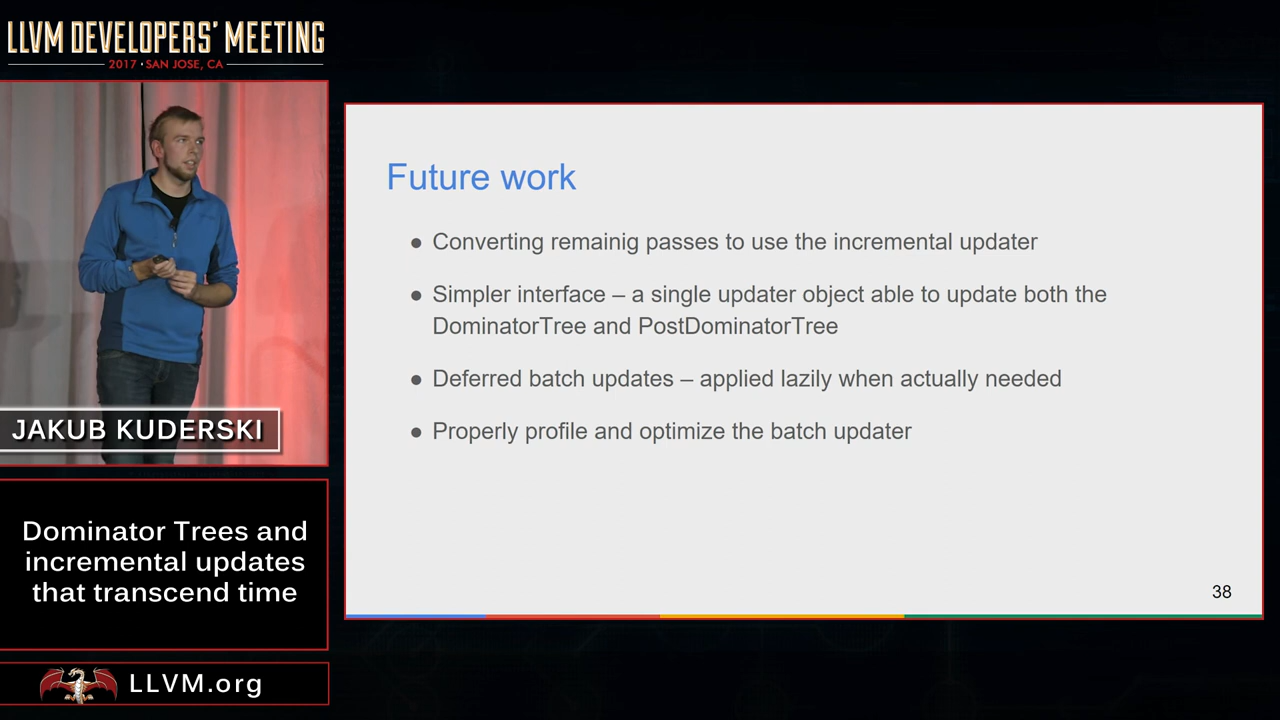 LLVM DEVELOPERS' MEETING
2017 • SAN JOSE, CA
JAKUB KUDERSKI
Dominator Trees and
incremental updates
that transcend time
LLVM.org
Future work
● Converting remainig passes to use the incremental updater
● Simpler interface – a single updater object able to update both the
DominatorTree and PostDominatorTree
● Deferred batch updates – applied lazily when actually needed
● Properly profile and optimize the batch updater
38